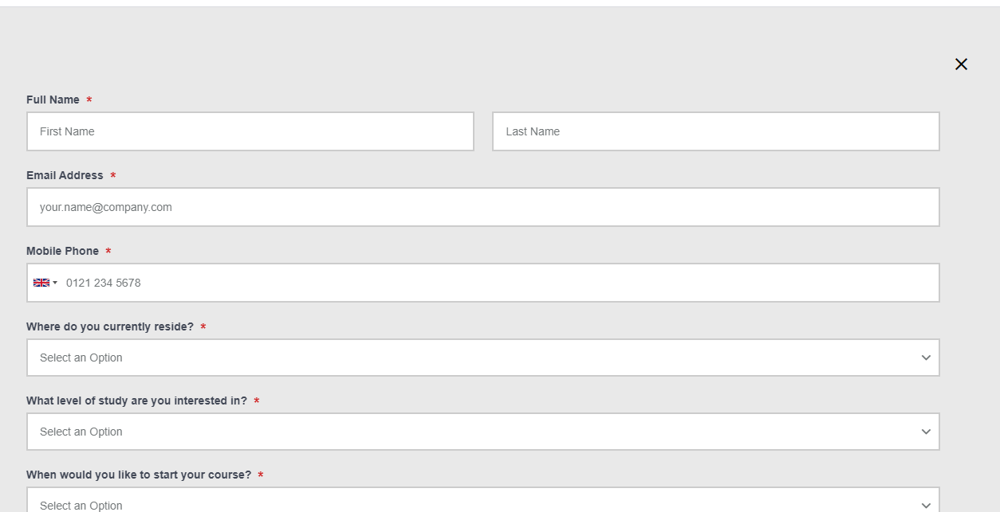 Full Name *
First Name Last Name
Email Address *
your.name@company.com
Mobile Phone *
0121 234 5678
Where do you currently reside? *
Select an Option
What level of study are you interested in? *
Select an Option
When would you like to start your course? *
Select an Option